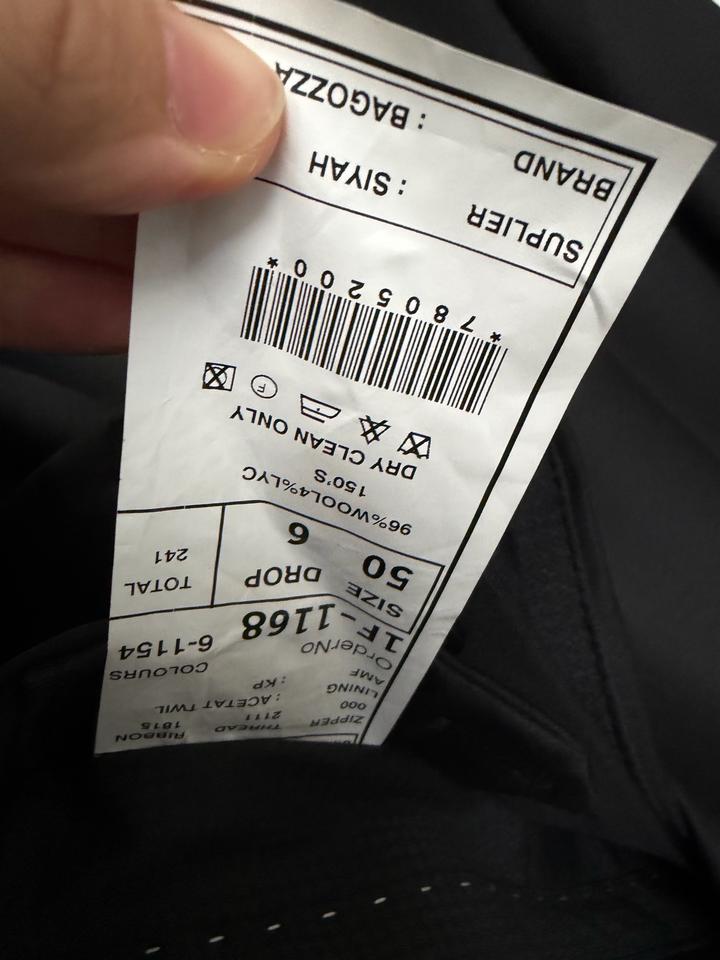 ZIPPER THREAD RIBBON
000 2111 1815
LINING : ACETAT TWIL
AMF : KP
OrderNo COLOURS
1F-1168 6-1154
SIZE DROP TOTAL
50 6 241
96%WOOL4%LYC
150'S
DRY CLEAN ONLY
F
*7805200*
SUPLIER : SIYAH
BRAND : BAGOZZA